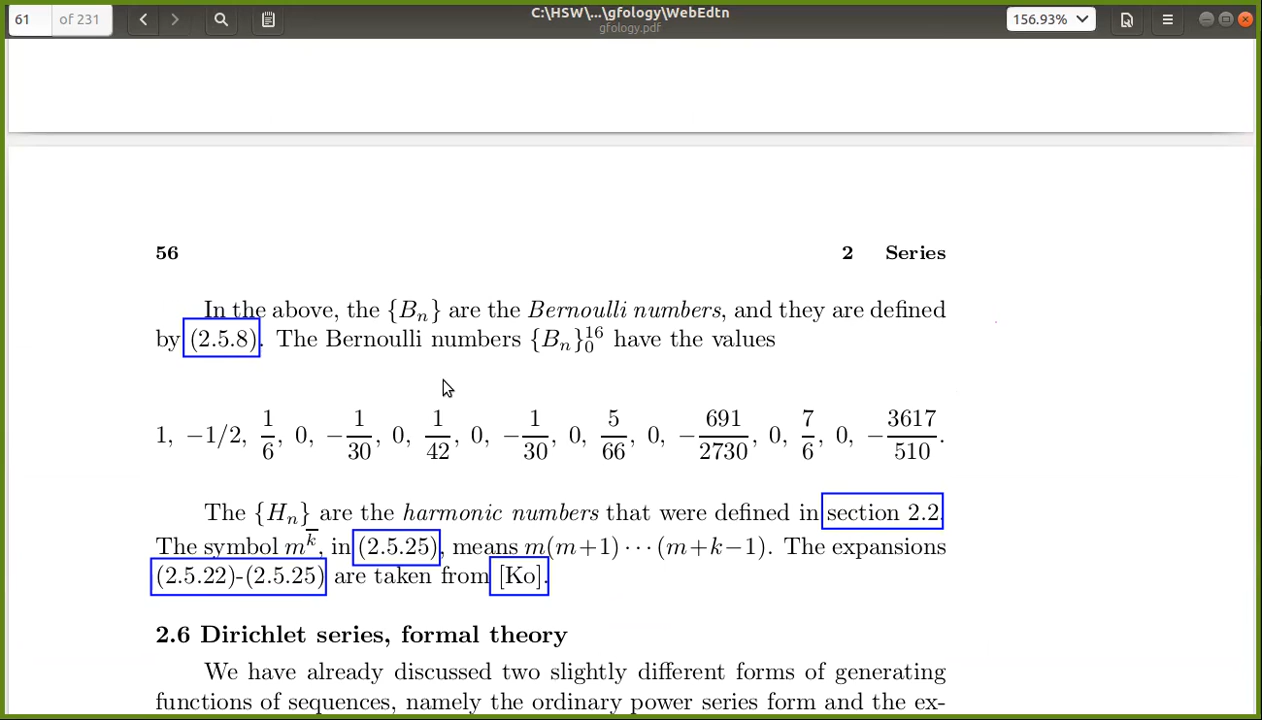 61 of 231
C:\HSW\...\gfology\WebEdtn
gfology.pdf
156.93%
56 2 Series
In the above, the {Bₙ} are the Bernoulli numbers, and they are defined
by (2.5.8). The Bernoulli numbers {Bₙ}₀¹⁶ have the values
1, −1/2, 1/6, 0, −1/30, 0, 1/42, 0, −1/30, 0, 5/66, 0, −691/2730, 0, 7/6, 0, −3617/510.
The {Hₙ} are the harmonic numbers that were defined in section 2.2.
The symbol m^k̅, in (2.5.25), means m(m+1)···(m+k−1). The expansions
(2.5.22)-(2.5.25) are taken from [Ko].
2.6 Dirichlet series, formal theory
We have already discussed two slightly different forms of generating
functions of sequences, namely the ordinary power series form and the ex-